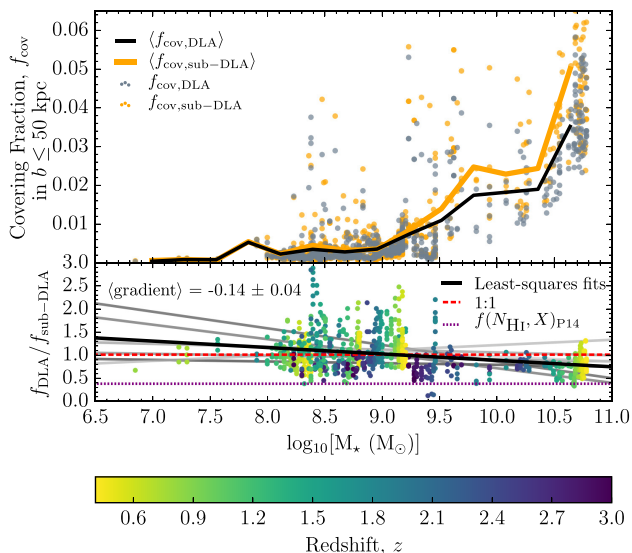 0.06
0.05
0.04
0.03
0.02
0.01
Covering Fraction, f_cov
in b ≤ 50 kpc
⟨f_cov,DLA⟩
⟨f_cov,sub−DLA⟩
f_cov,DLA
f_cov,sub−DLA
3.0
2.5
2.0
1.5
1.0
0.5
0.0
f_DLA/f_sub−DLA
⟨gradient⟩ = -0.14 ± 0.04
Least-squares fits
1:1
f(N_HI, X)_P14
6.5 7.0 7.5 8.0 8.5 9.0 9.5 10.0 10.5 11.0
log₁₀[M⋆ (M⊙)]
0.6 1.2 1.2 1.8 2.1 2.4 2.7 3.0
Redshift, z